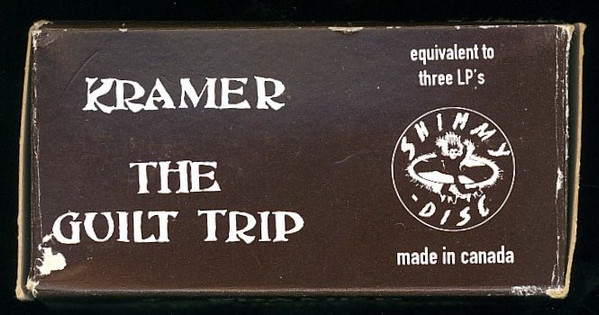 KRAMER
THE
GUILT TRIP
equivalent to
three LP's
SHIMMY
-DISC
made in canada